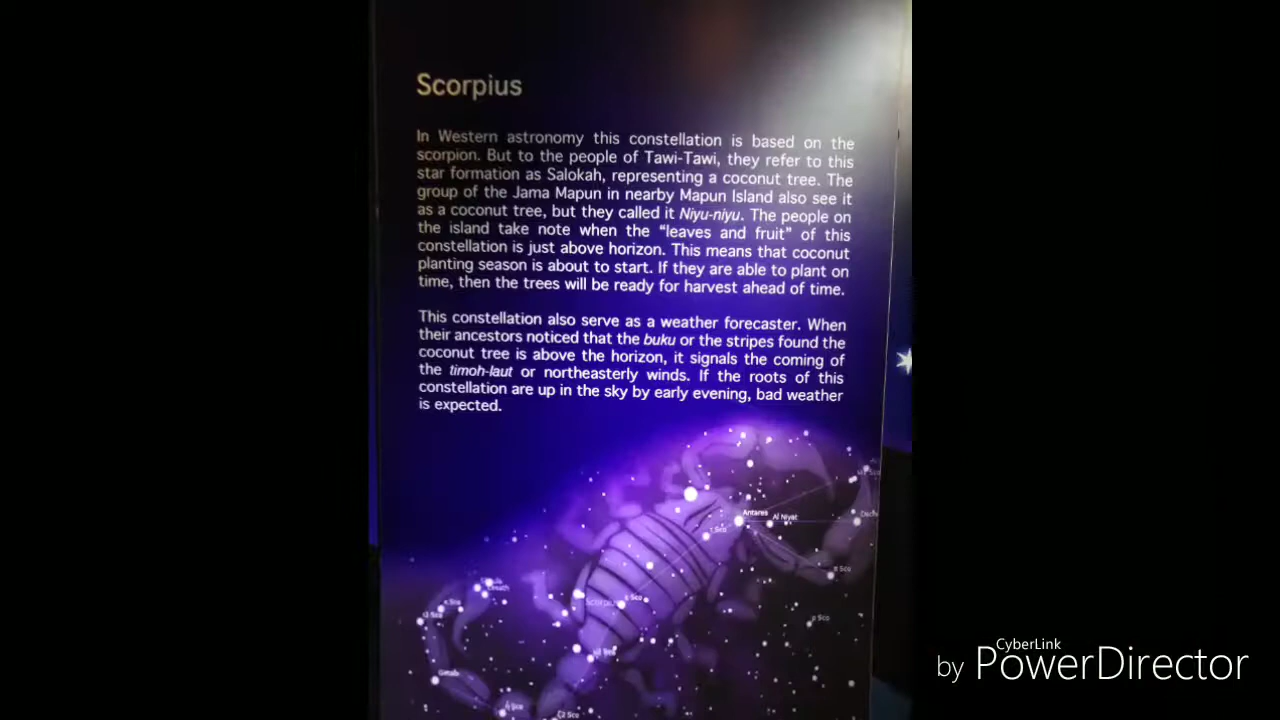 Scorpius
In Western astronomy this constellation is based on the
scorpion. But to the people of Tawi-Tawi, they refer to this
star formation as Salokah, representing a coconut tree. The
group of the Jama Mapun in nearby Mapun Island also see it
as a coconut tree, but they called it Niyu-niyu. The people on
the island take note when the “leaves and fruit” of this
constellation is just above horizon. This means that coconut
planting season is about to start. If they are able to plant on
time, then the trees will be ready for harvest ahead of time.
This constellation also serve as a weather forecaster. When
their ancestors noticed that the buku or the stripes found the
coconut tree is above the horizon, it signals the coming of
the timoh-laut or northeasterly winds. If the roots of this
constellation are up in the sky by early evening, bad weather
is expected.
Antares
Al Niyat
Scorpius
CyberLink
by PowerDirector